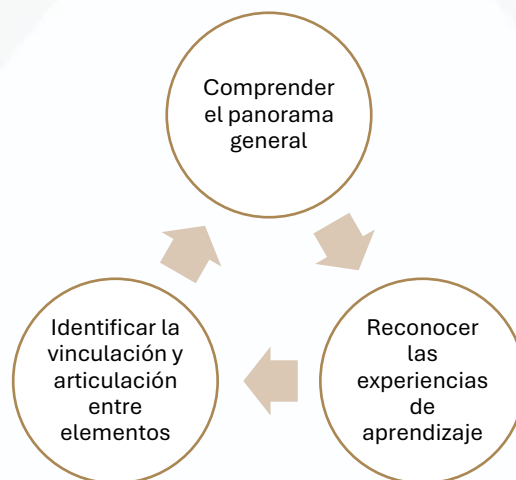 Comprender
el panorama
general
Reconocer
las
experiencias
de
aprendizaje
Identificar la
vinculación y
articulación
entre
elementos